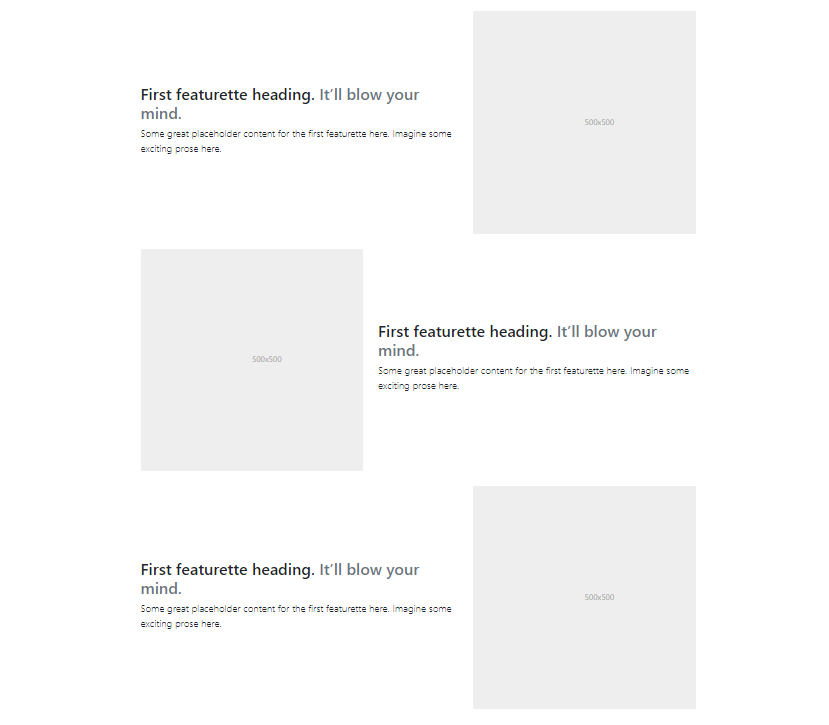 First featurette heading. It'll blow your
mind.
Some great placeholder content for the first featurette here. Imagine some
exciting prose here.
500x500
500x500
First featurette heading. It'll blow your
mind.
Some great placeholder content for the first featurette here. Imagine some
exciting prose here.
First featurette heading. It'll blow your
mind.
Some great placeholder content for the first featurette here. Imagine some
exciting prose here.
500x500